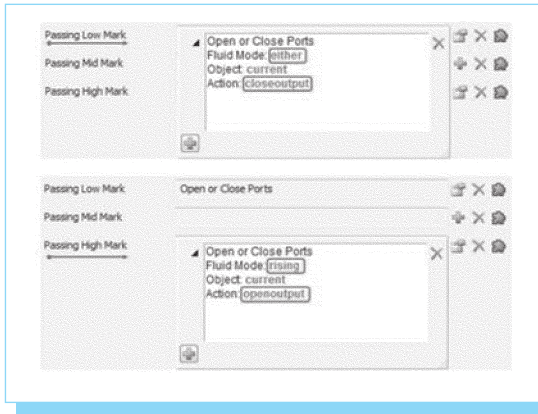 Passing Low Mark
Open or Close Ports
Fluid Mode: either
Object: current
Action: closeoutput
Passing Mid Mark
Passing High Mark
Passing Low Mark
Open or Close Ports
Passing Mid Mark
Passing High Mark
Open or Close Ports
Fluid Mode: rising
Object: current
Action: openoutput